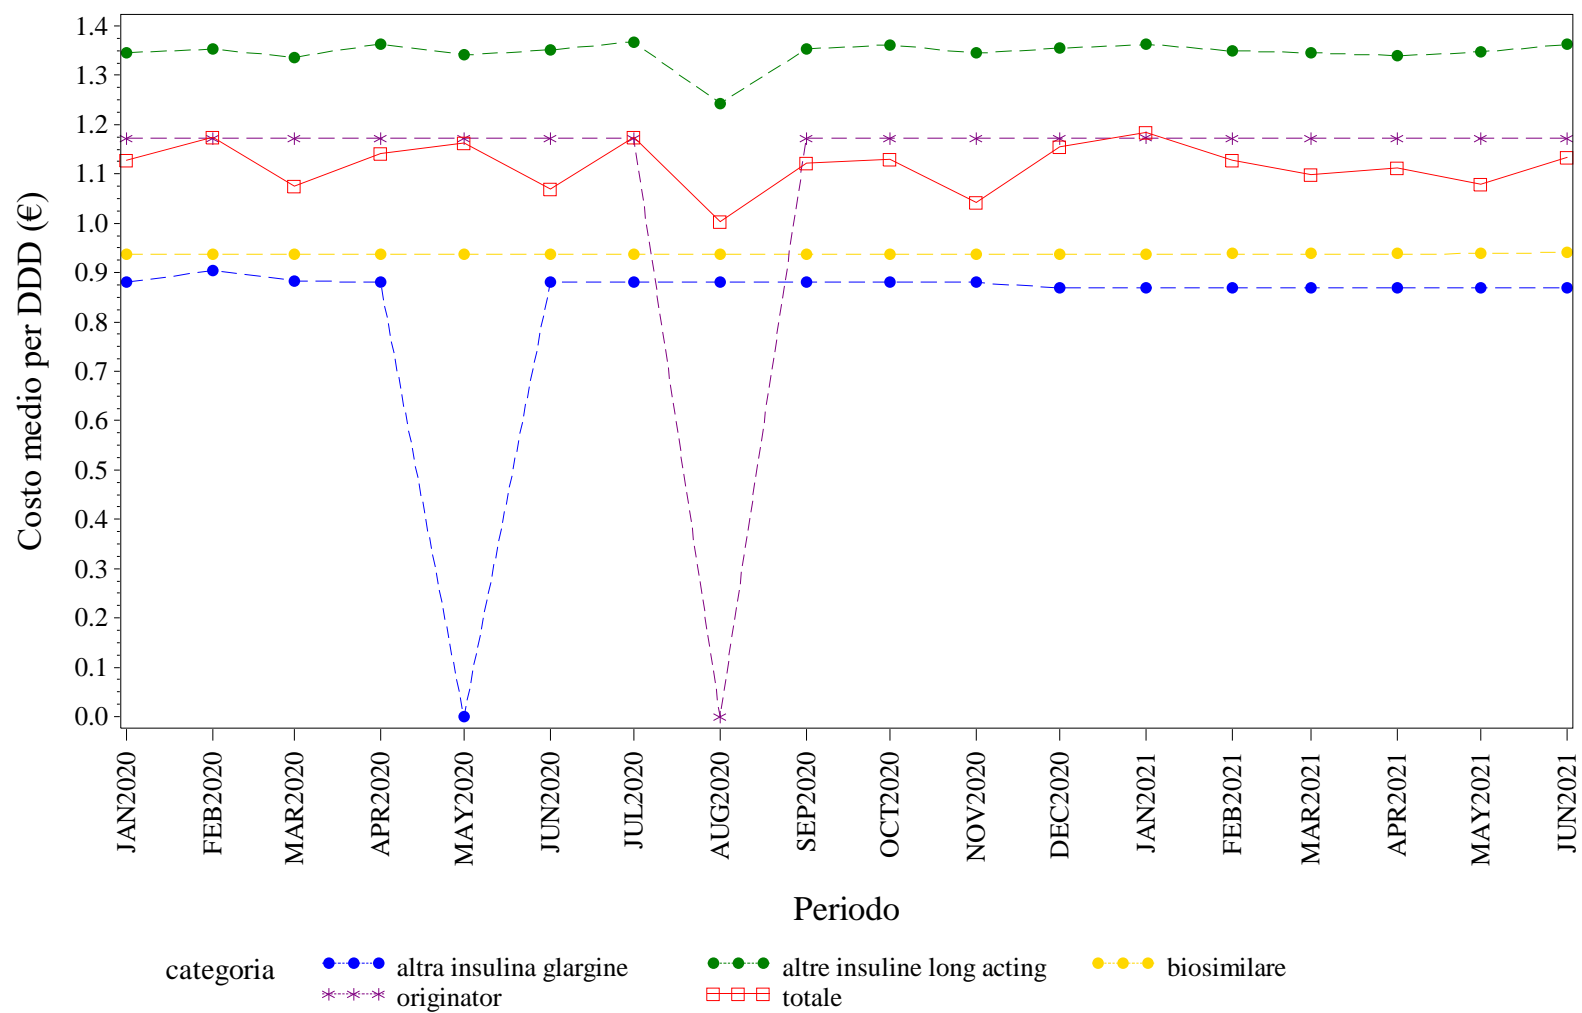 Costo medio per DDD (€)
1.4
1.3
1.2
1.1
1.0
0.9
0.8
0.7
0.6
0.5
0.4
0.3
0.2
0.1
0.0
JAN2020
FEB2020
MAR2020
APR2020
MAY2020
JUN2020
JUL2020
AUG2020
SEP2020
OCT2020
NOV2020
DEC2020
JAN2021
FEB2021
MAR2021
APR2021
MAY2021
JUN2021
Periodo
categoria altra insulina glargine altre insuline long acting biosimilare
originator totale